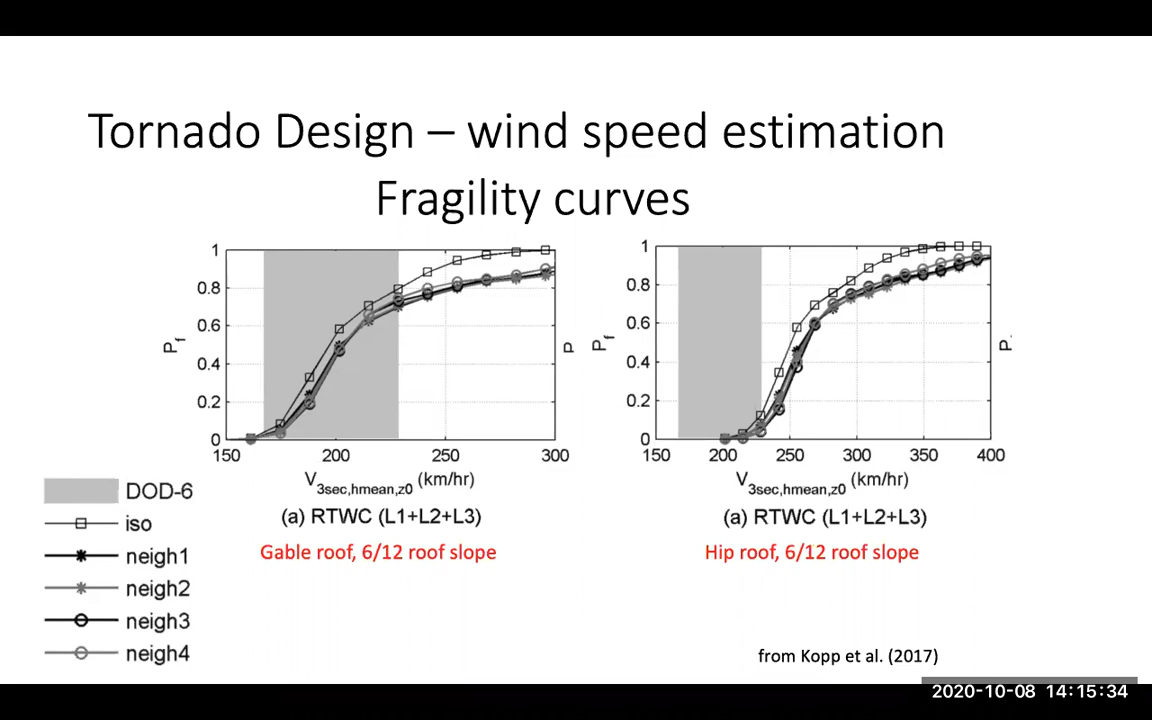 Tornado Design – wind speed estimation
Fragility curves
1
0.8
0.6
0.4
0.2
0
Pf
150 200 250 300
V3sec,hmean,z0 (km/hr)
(a) RTWC (L1+L2+L3)
Gable roof, 6/12 roof slope
P
1
0.8
0.6
0.4
0.2
0
Pf
150 200 250 300 350 400
V3sec,hmean,z0 (km/hr)
(a) RTWC (L1+L2+L3)
Hip roof, 6/12 roof slope
P
DOD-6
iso
neigh1
neigh2
neigh3
neigh4
from Kopp et al. (2017)
2020-10-08 14:15:34